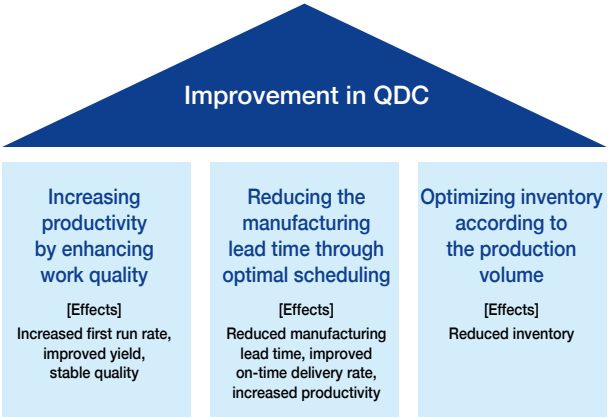 Improvement in QDC
Increasing
productivity
by enhancing
work quality
[Effects]
Increased first run rate,
improved yield,
stable quality
Reducing the
manufacturing
lead time through
optimal scheduling
[Effects]
Reduced manufacturing
lead time, improved
on-time delivery rate,
increased productivity
Optimizing inventory
according to
the production
volume
[Effects]
Reduced inventory